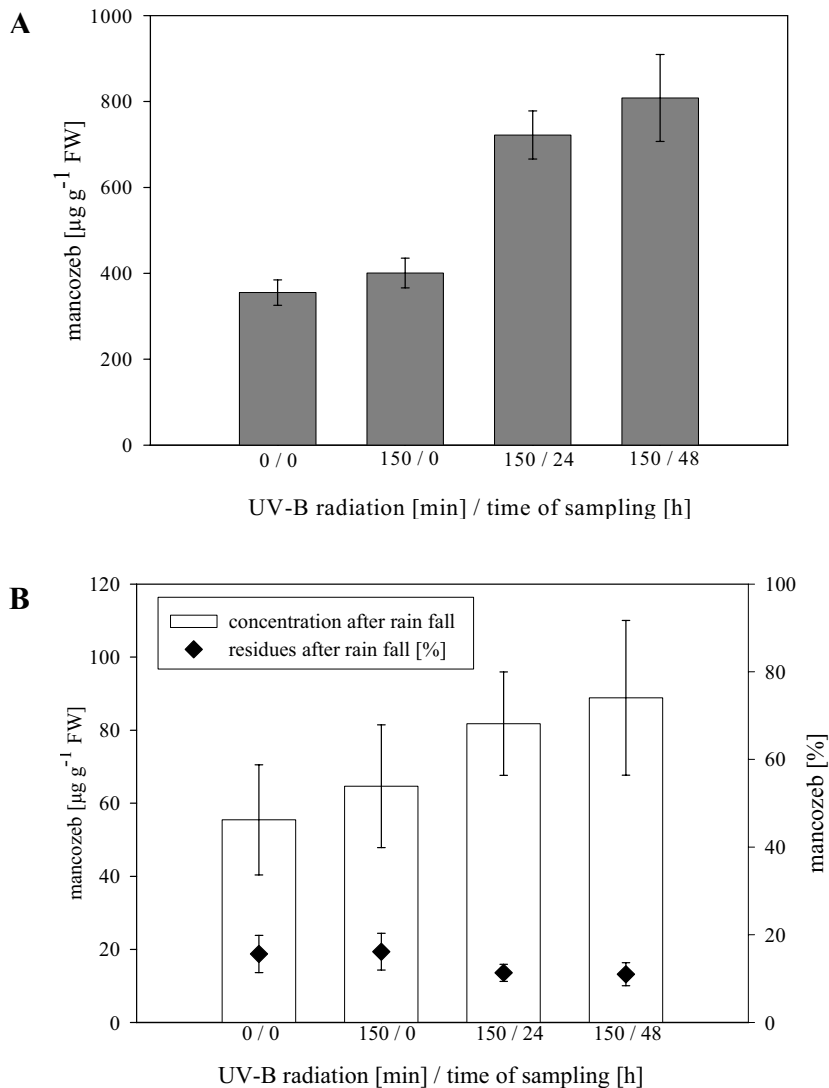 A
1000
800
600
400
200
0
mancozeb [µg g⁻¹ FW]
0 / 0 150 / 0 150 / 24 150 / 48
UV-B radiation [min] / time of sampling [h]
B
concentration after rain fall
residues after rain fall [%]
120
100
80
60
40
20
0
mancozeb [µg g⁻¹ FW]
100
80
60
40
20
0
mancozeb [%]
0 / 0 150 / 0 150 / 24 150 / 48
UV-B radiation [min] / time of sampling [h]